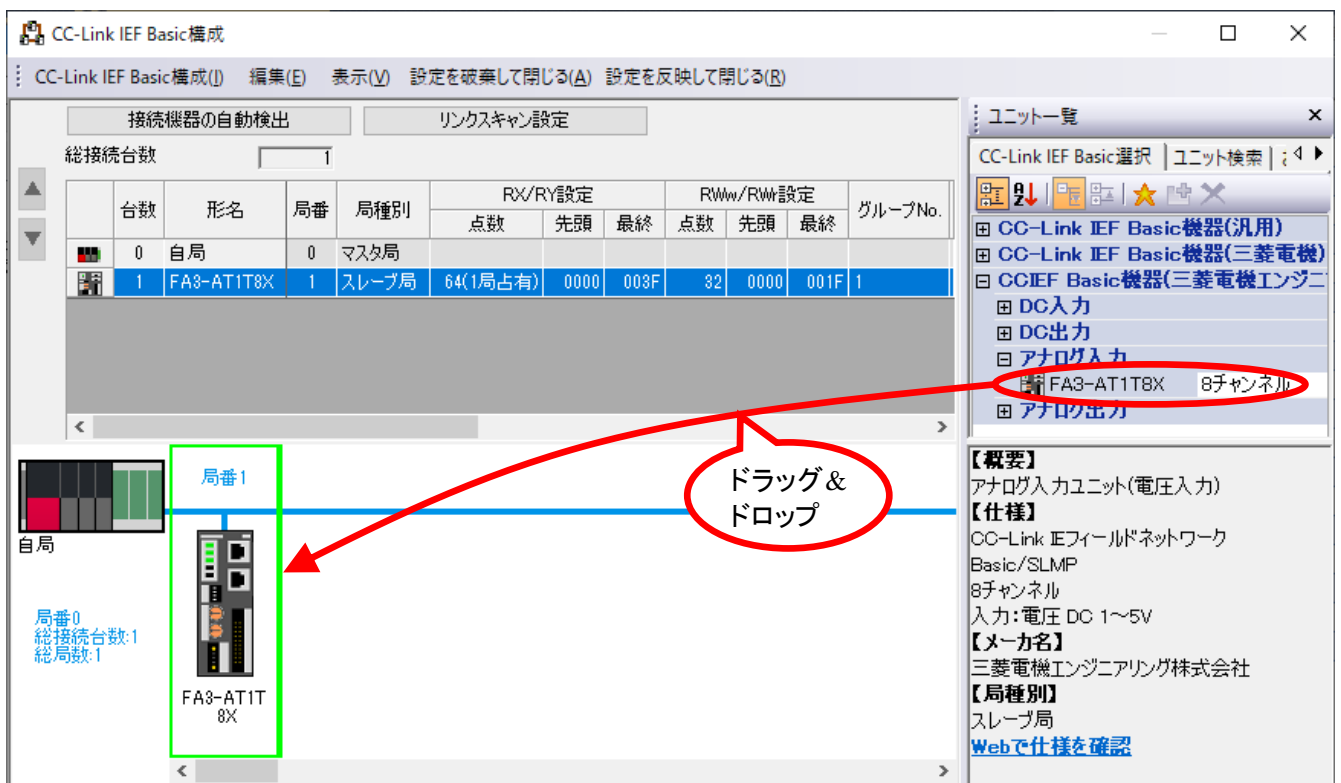 CC-Link IEF Basic構成
CC-Link IEF Basic構成(I) 編集(E) 表示(V) 設定を破棄して閉じる(A) 設定を反映して閉じる(R)
接続機器の自動検出 リンクスキャン設定
総接続台数 1
台数 形名 局番 局種別 RX/RY設定 RWw/RWr設定 グループNo.
点数 先頭 最終 点数 先頭 最終
0 自局 0 マスタ局
1 FA3-AT1T8X 1 スレーブ局 64(1局占有) 0000 003F 32 0000 001F 1
ユニット一覧
CC-Link IEF Basic選択 ユニット検索
CC-Link IEF Basic機器(汎用)
CC-Link IEF Basic機器(三菱電機)
CCIEF Basic機器(三菱電機エンジニ
DC入力
DC出力
アナログ入力
FA3-AT1T8X 8チャンネル
アナログ出力
ドラッグ&
ドロップ
自局
局番0
総接続台数:1
総局数:1
局番1
FA3-AT1T
8X
【概要】
アナログ入力ユニット(電圧入力)
【仕様】
CC-Link IEフィールドネットワーク
Basic/SLMP
8チャンネル
入力:電圧 DC 1~5V
【メーカ名】
三菱電機エンジニアリング株式会社
【局種別】
スレーブ局
Webで仕様を確認